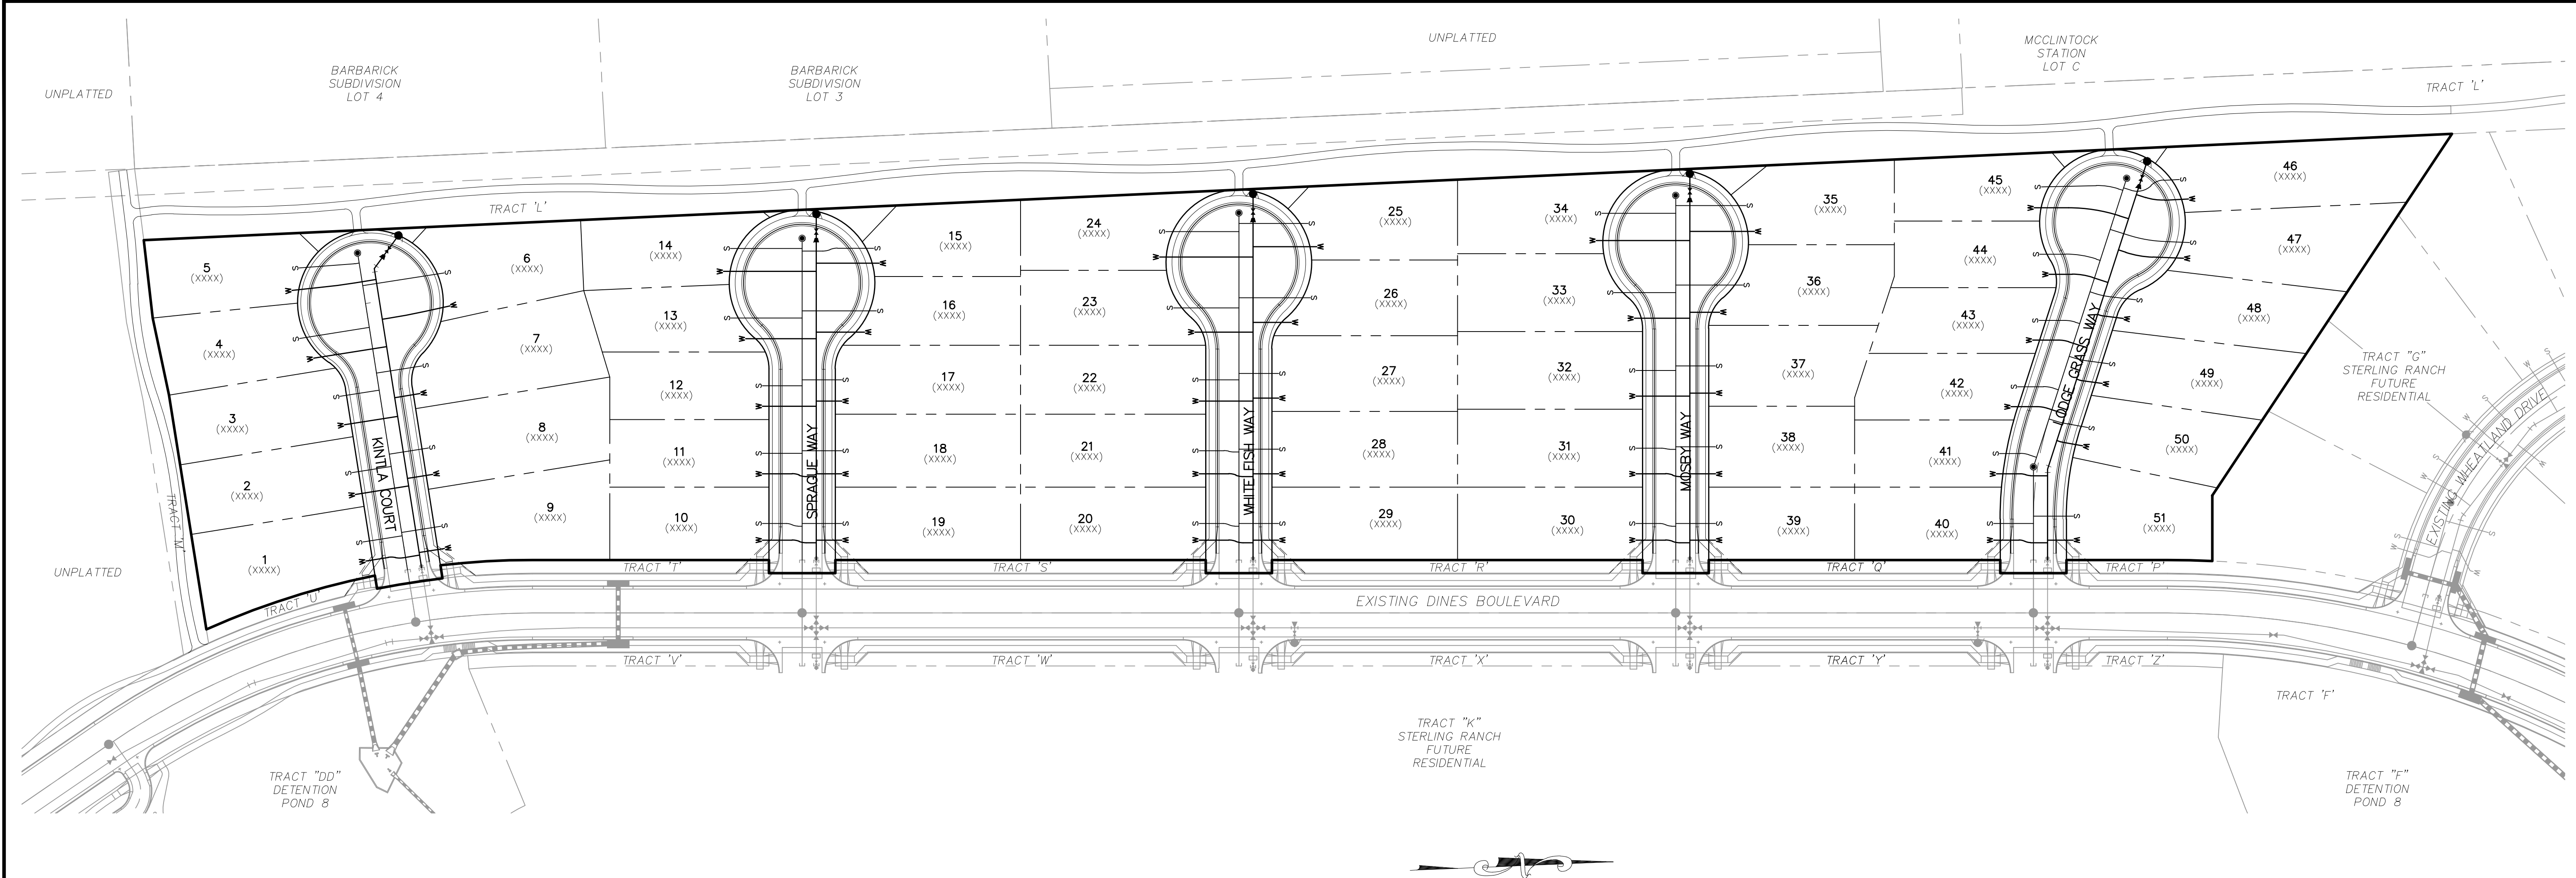 UNPLATTED
BARBARICK
SUBDIVISION
LOT 4
BARBARICK
SUBDIVISION
LOT 3
UNPLATTED
MCCLINTOCK
STATION
LOT C
TRACT 'L'
TRACT 'L'
5
(XXXX)
4
(XXXX)
3
(XXXX)
2
(XXXX)
1
(XXXX)
KINTLA COURT
6
(XXXX)
7
(XXXX)
8
(XXXX)
9
(XXXX)
14
(XXXX)
13
(XXXX)
12
(XXXX)
11
(XXXX)
10
(XXXX)
SPRAGUE WAY
15
(XXXX)
16
(XXXX)
17
(XXXX)
18
(XXXX)
19
(XXXX)
24
(XXXX)
23
(XXXX)
22
(XXXX)
21
(XXXX)
20
(XXXX)
WHITEFISH WAY
25
(XXXX)
26
(XXXX)
27
(XXXX)
28
(XXXX)
29
(XXXX)
34
(XXXX)
33
(XXXX)
32
(XXXX)
31
(XXXX)
30
(XXXX)
MOSBY WAY
35
(XXXX)
36
(XXXX)
37
(XXXX)
38
(XXXX)
39
(XXXX)
45
(XXXX)
44
(XXXX)
43
(XXXX)
42
(XXXX)
41
(XXXX)
40
(XXXX)
LODGE GRASS WAY
46
(XXXX)
47
(XXXX)
48
(XXXX)
49
(XXXX)
50
(XXXX)
51
(XXXX)
TRACT "G"
STERLING RANCH
FUTURE
RESIDENTIAL
EXISTING WHEATLAND DRIVE
TRACT 'M'
UNPLATTED
TRACT 'U'
TRACT 'T'
TRACT 'S'
TRACT 'R'
TRACT 'Q'
TRACT 'P'
EXISTING DINES BOULEVARD
TRACT 'V'
TRACT 'W'
TRACT 'X'
TRACT 'Y'
TRACT 'Z'
TRACT 'F'
TRACT "DD"
DETENTION
POND 8
TRACT "K"
STERLING RANCH
FUTURE
RESIDENTIAL
TRACT "F"
DETENTION
POND 8
N